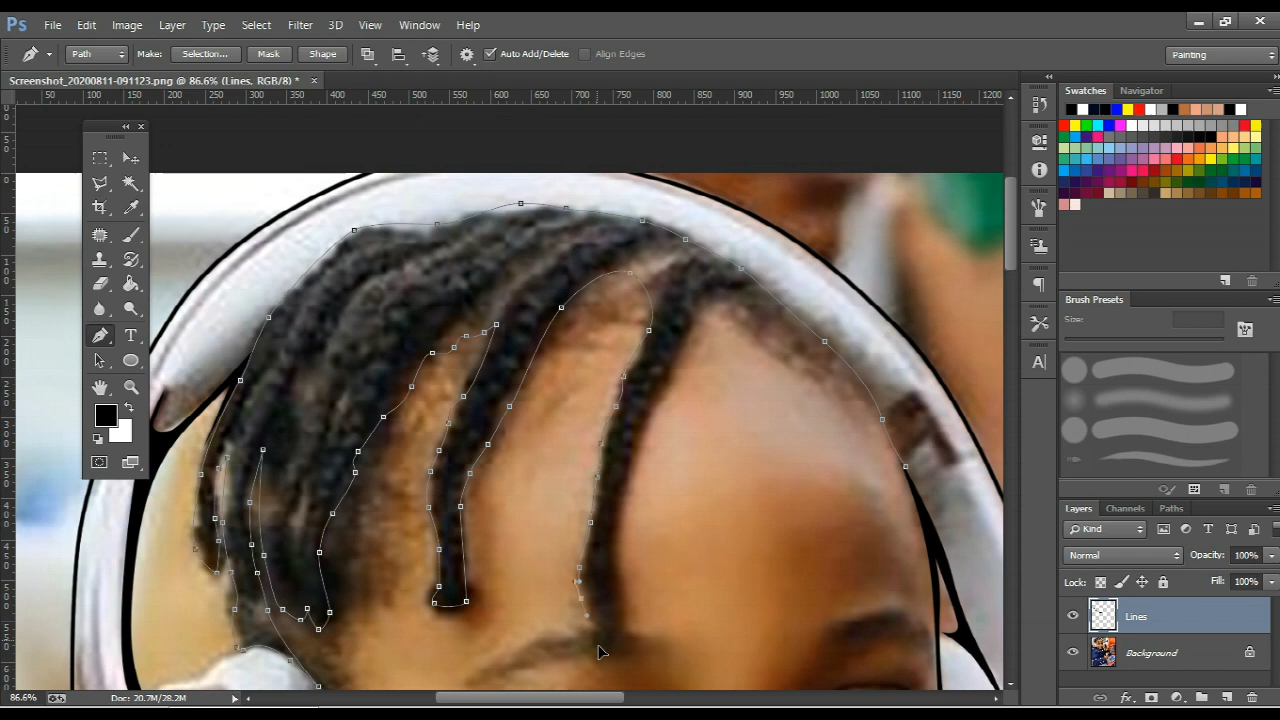 Ps File Edit Image Layer Type Select Filter 3D View Window Help
Path Make: Selection... Mask Shape Auto Add/Delete Align Edges Painting
Screenshot_20200811-091123.png @ 86.6% (Lines, RGB/8) *
50 100 150 200 250 300 350 400 450 500 550 600 650 700 750 800 850 900 950 1000 1050 1100 1150 1200
Swatches Navigator
Brush Presets
Size:
Layers Channels Paths
Kind
Normal Opacity: 100%
Lock: Fill: 100%
Lines
Background
86.6% Doc: 20.7M/28.2M